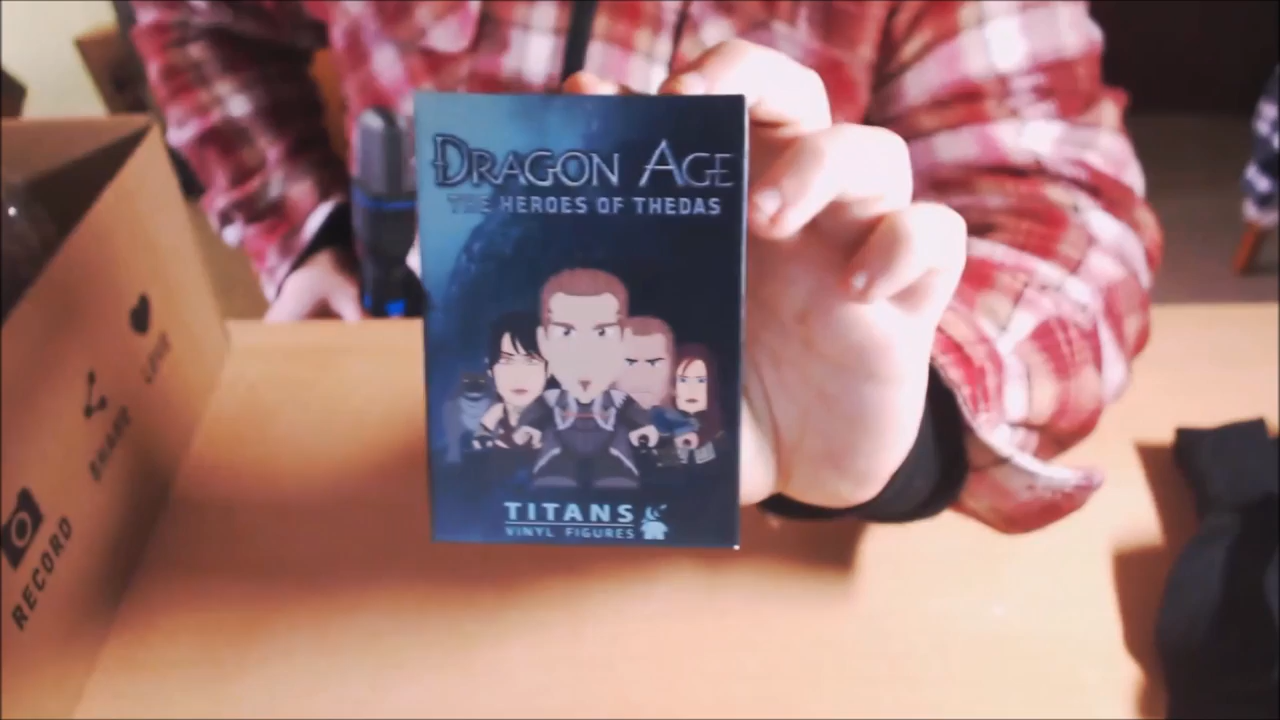 DRAGON AGE
THE HEROES OF THEDAS
TITANS
VINYL FIGURES
LOVE
SHARE
RECORD